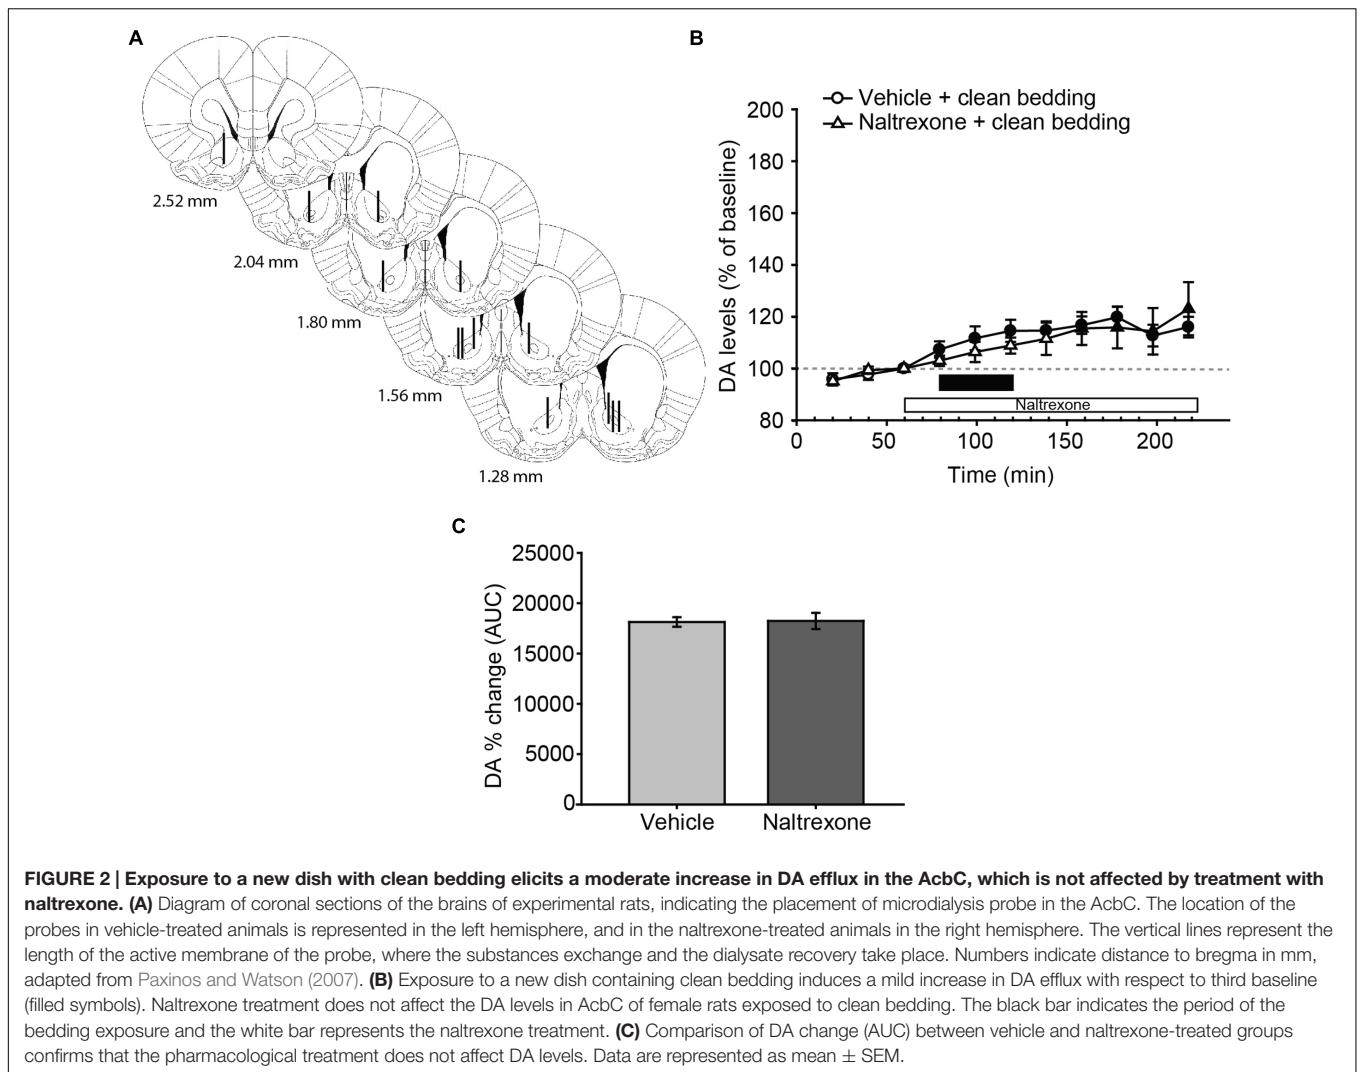 A
2.52 mm
2.04 mm
1.80 mm
1.56 mm
1.28 mm
B
Vehicle + clean bedding
Naltrexone + clean bedding
DA levels (% of baseline)
200
180
160
140
120
100
80
Naltrexone
0 50 100 150 200
Time (min)
C
DA % change (AUC)
25000
20000
15000
10000
5000
0
Vehicle Naltrexone
FIGURE 2 | Exposure to a new dish with clean bedding elicits a moderate increase in DA efflux in the AcbC, which is not affected by treatment with
naltrexone. (A) Diagram of coronal sections of the brains of experimental rats, indicating the placement of microdialysis probe in the AcbC. The location of the
probes in vehicle-treated animals is represented in the left hemisphere, and in the naltrexone-treated animals in the right hemisphere. The vertical lines represent the
length of the active membrane of the probe, where the substances exchange and the dialysate recovery take place. Numbers indicate distance to bregma in mm,
adapted from Paxinos and Watson (2007). (B) Exposure to a new dish containing clean bedding induces a mild increase in DA efflux with respect to third baseline
(filled symbols). Naltrexone treatment does not affect the DA levels in AcbC of female rats exposed to clean bedding. The black bar indicates the period of the
bedding exposure and the white bar represents the naltrexone treatment. (C) Comparison of DA change (AUC) between vehicle and naltrexone-treated groups
confirms that the pharmacological treatment does not affect DA levels. Data are represented as mean ± SEM.